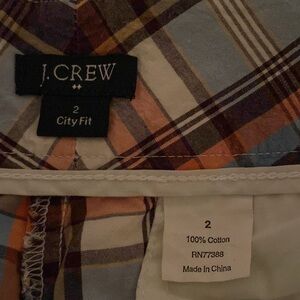 J.CREW
2
City Fit
2
100% Cotton
RN77388
Made In China